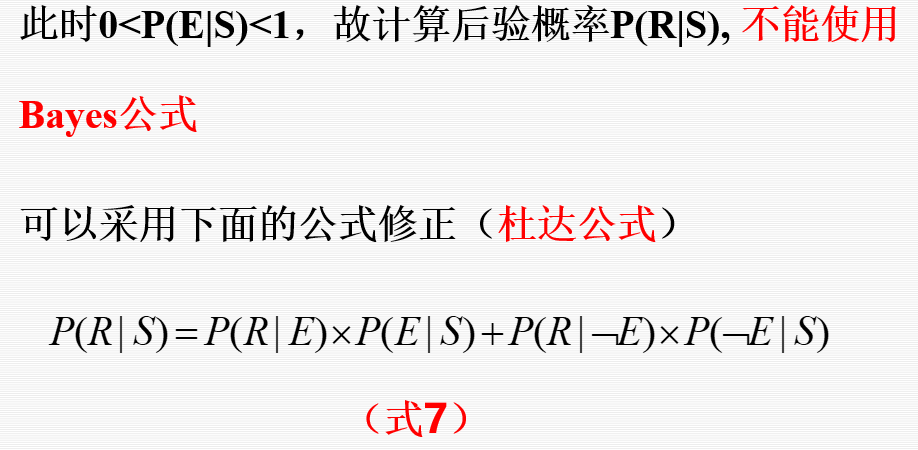 此时0<P(E|S)<1，故计算后验概率P(R|S), 不能使用
Bayes公式
可以采用下面的公式修正（杜达公式）
P(R| S)=P(R| E)×P(E| S)+P(R|¬E)×P(¬E| S)
（式7）